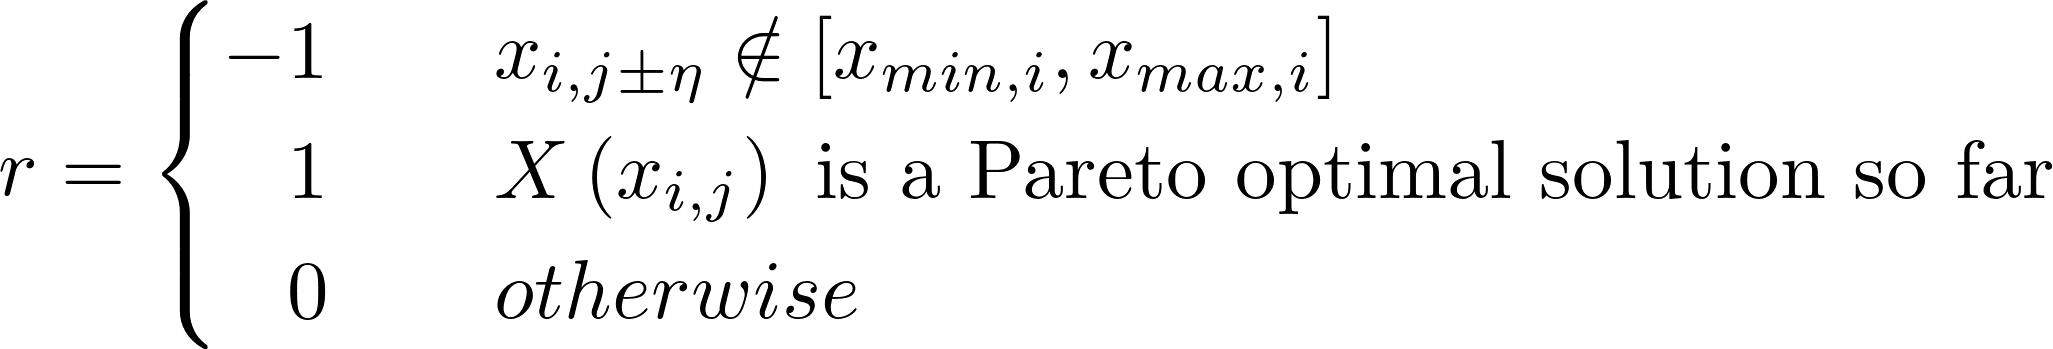 −1 x_{i,j±η} ∉ [x_{min,i}, x_{max,i}]
r = { 1 X (x_{i,j}) is a Pareto optimal solution so far
0 otherwise